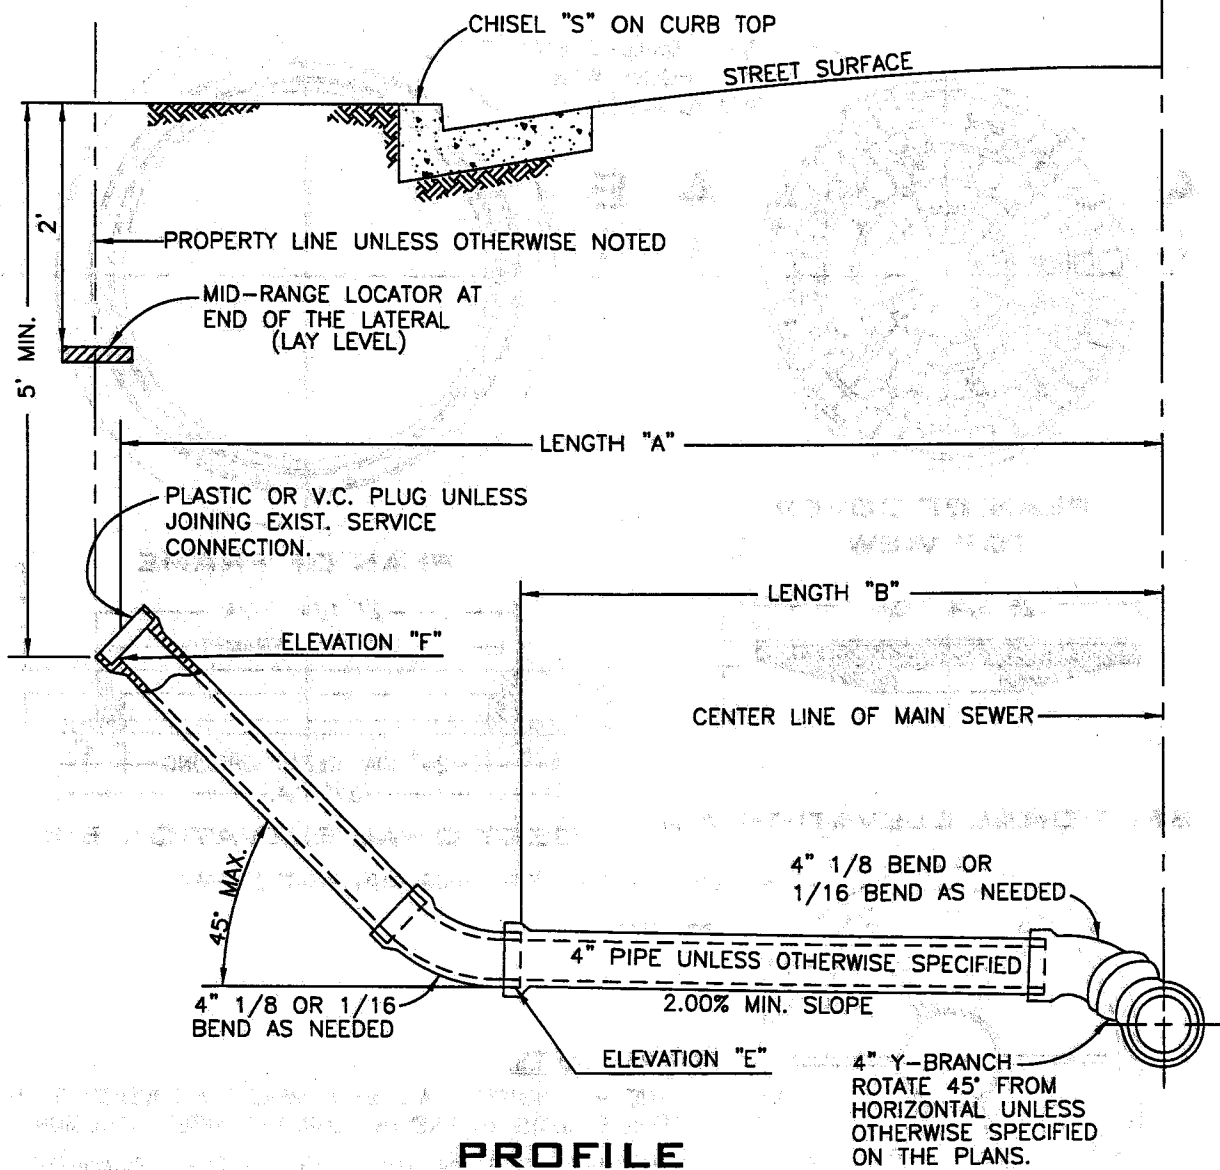 CHISEL "S" ON CURB TOP
STREET SURFACE
2'
PROPERTY LINE UNLESS OTHERWISE NOTED
MID-RANGE LOCATOR AT
END OF THE LATERAL
(LAY LEVEL)
5' MIN.
LENGTH "A"
PLASTIC OR V.C. PLUG UNLESS
JOINING EXIST. SERVICE
CONNECTION.
LENGTH "B"
ELEVATION "F"
CENTER LINE OF MAIN SEWER
45° MAX.
4" 1/8 BEND OR
1/16 BEND AS NEEDED
4" PIPE UNLESS OTHERWISE SPECIFIED
2.00% MIN. SLOPE
4" 1/8 OR 1/16
BEND AS NEEDED
ELEVATION "E"
4" Y-BRANCH
ROTATE 45° FROM
HORIZONTAL UNLESS
OTHERWISE SPECIFIED
ON THE PLANS.
PROFILE